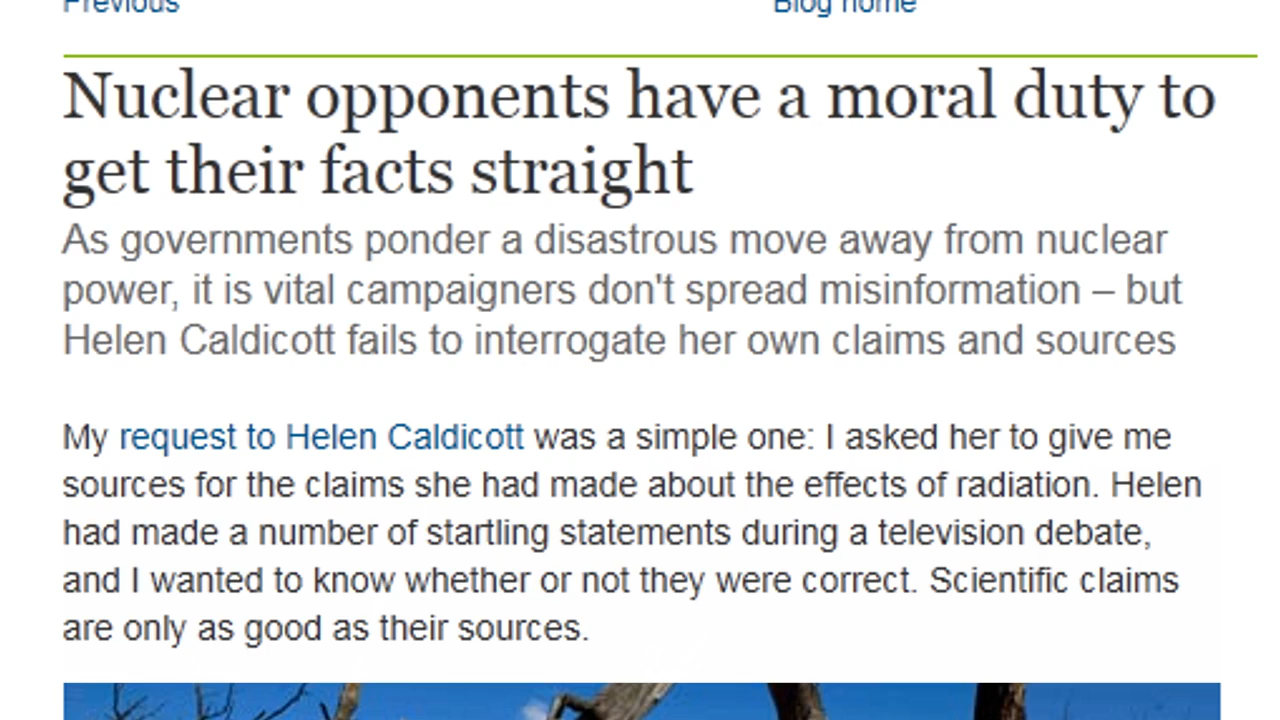 Previous
Blog home
Nuclear opponents have a moral duty to
get their facts straight
As governments ponder a disastrous move away from nuclear
power, it is vital campaigners don't spread misinformation – but
Helen Caldicott fails to interrogate her own claims and sources
My request to Helen Caldicott was a simple one: I asked her to give me
sources for the claims she had made about the effects of radiation. Helen
had made a number of startling statements during a television debate,
and I wanted to know whether or not they were correct. Scientific claims
are only as good as their sources.